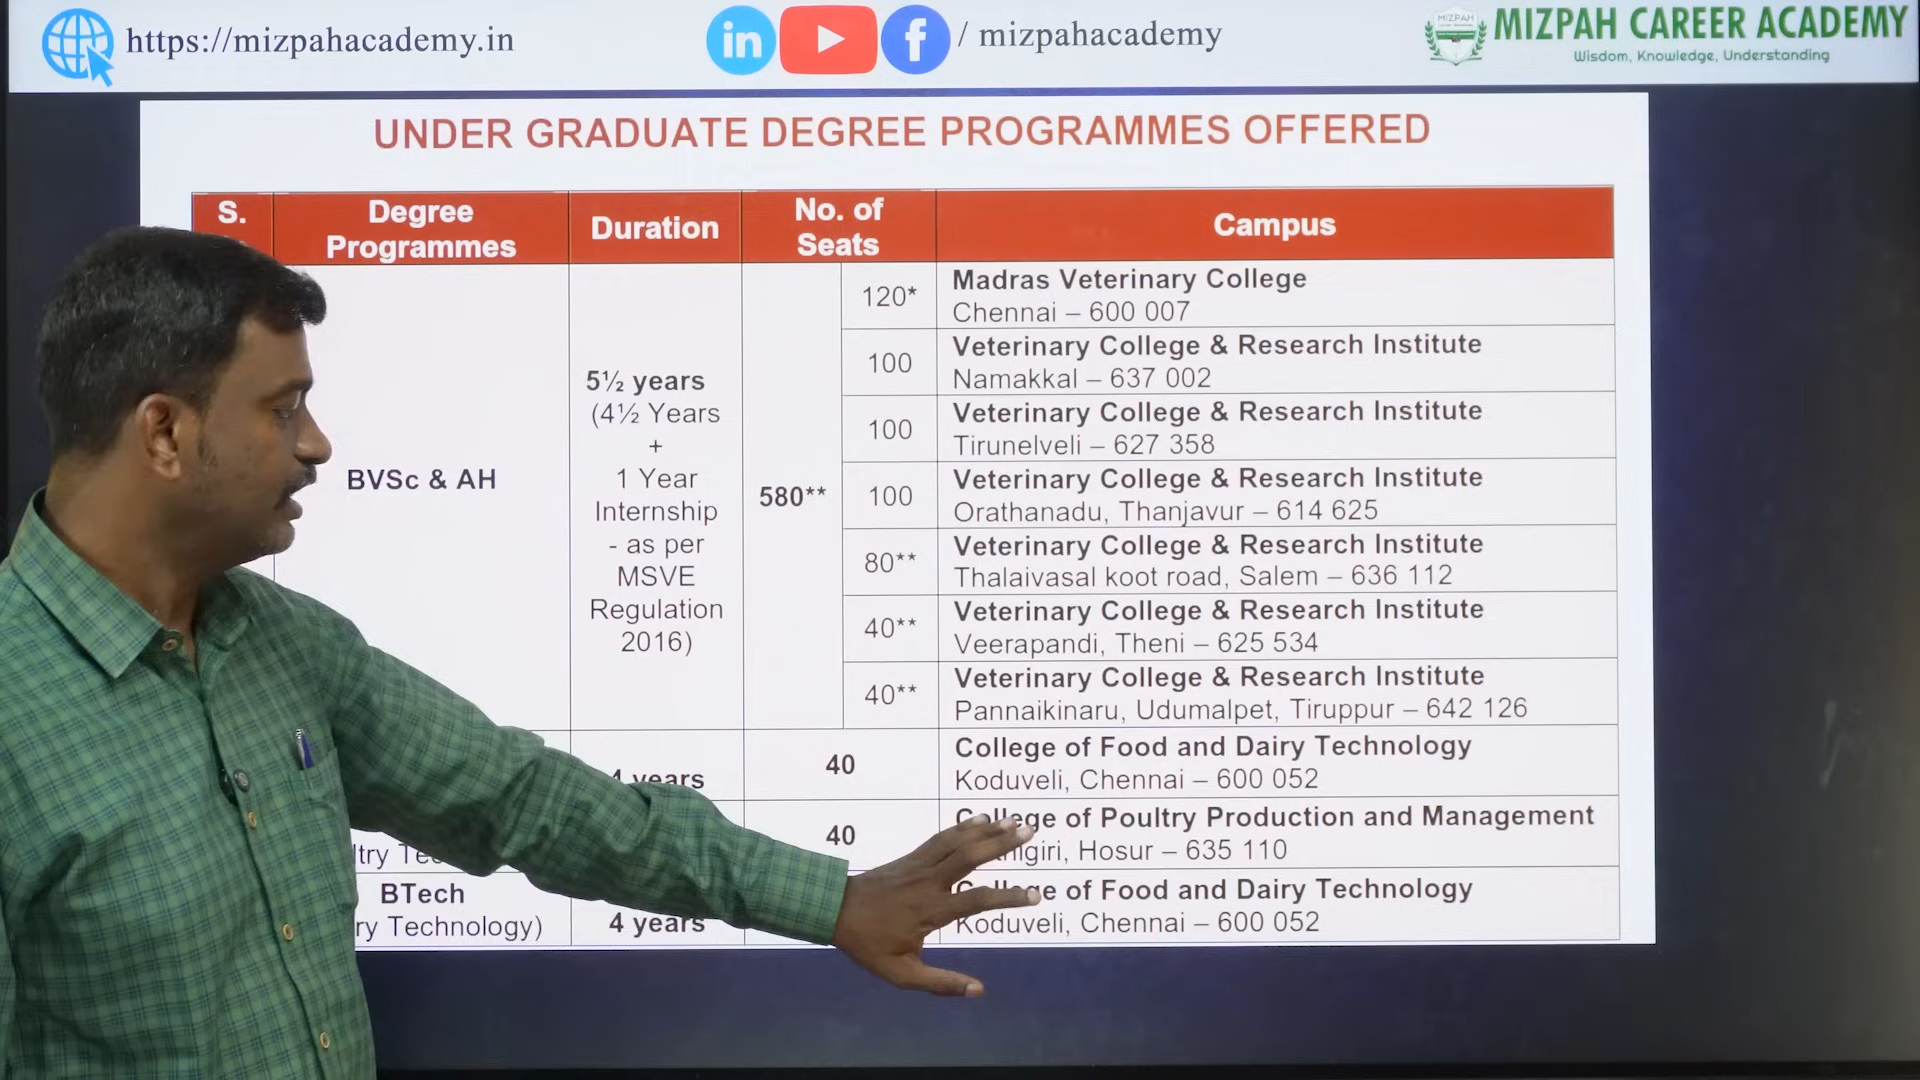 https://mizpahacademy.in
in
f
/ mizpahacademy
MIZPAH
MIZPAH CAREER ACADEMY
Wisdom, Knowledge, Understanding
UNDER GRADUATE DEGREE PROGRAMMES OFFERED
S.
Degree
Programmes
Duration
No. of
Seats
Campus
BVSc & AH
5½ years
(4½ Years
+
1 Year
Internship
- as per
MSVE
Regulation
2016)
580**
120*
Madras Veterinary College
Chennai – 600 007
100
Veterinary College & Research Institute
Namakkal – 637 002
100
Veterinary College & Research Institute
Tirunelveli – 627 358
100
Veterinary College & Research Institute
Orathanadu, Thanjavur – 614 625
80**
Veterinary College & Research Institute
Thalaivasal koot road, Salem – 636 112
40**
Veterinary College & Research Institute
Veerapandi, Theni – 625 534
40**
Veterinary College & Research Institute
Pannaikinaru, Udumalpet, Tiruppur – 642 126
4 years
40
College of Food and Dairy Technology
Koduveli, Chennai – 600 052
40
College of Poultry Production and Management
Hosur – 635 110
BTech
Technology)
4 years
College of Food and Dairy Technology
Koduveli, Chennai – 600 052